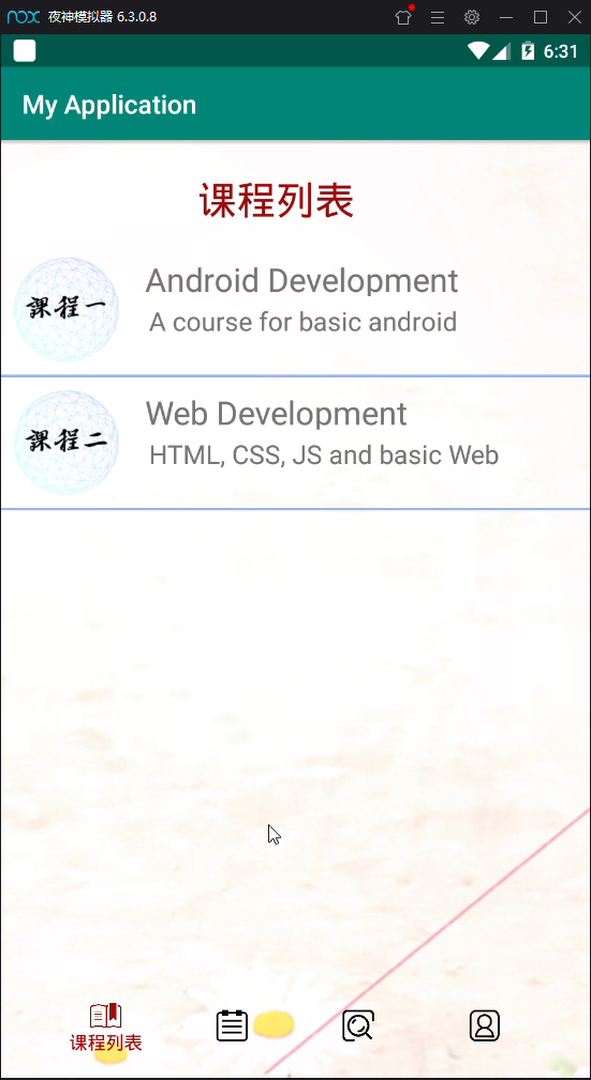 nox 夜神模拟器 6.3.0.8
6:31
My Application
课程列表
課程一
Android Development
A course for basic android
課程二
Web Development
HTML, CSS, JS and basic Web
课程列表